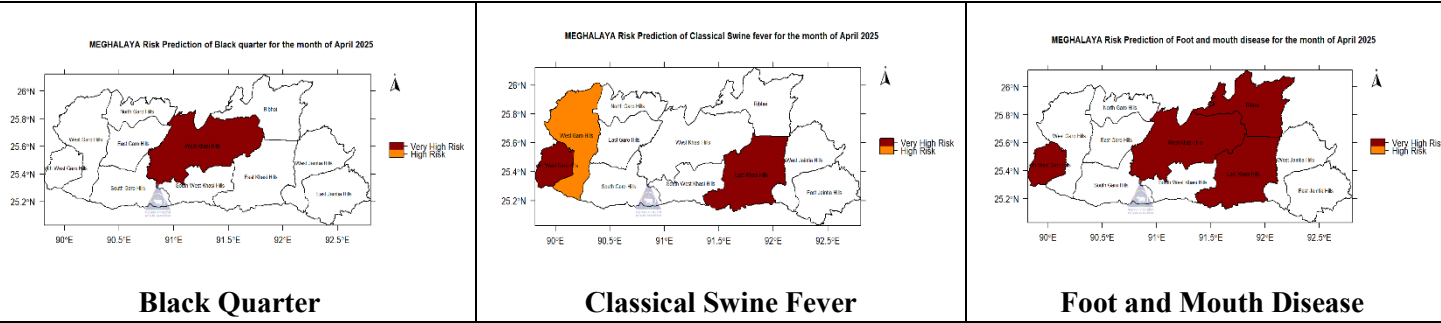 MEGHALAYA Risk Prediction of Black quarter for the month of April 2025
26°N
25.8°N
25.6°N
25.4°N
25.2°N
90°E
90.5°E
91°E
91.5°E
92°E
92.5°E
North Garo Hills
Ribhoi
West Garo Hills
East Garo Hills
West Khasi Hills
West Garo Hills
South Garo Hills
South West Khasi Hills
East Khasi Hills
West Jaintia Hills
East Jaintia Hills
Very High Risk
High Risk
Black Quarter
MEGHALAYA Risk Prediction of Classical Swine fever for the month of April 2025
26°N
25.8°N
25.6°N
25.4°N
25.2°N
90°E
90.5°E
91°E
91.5°E
92°E
92.5°E
North Garo Hills
Ribhoi
West Garo Hills
East Garo Hills
West Khasi Hills
West Garo Hills
South Garo Hills
South West Khasi Hills
East Khasi Hills
West Jaintia Hills
East Jaintia Hills
Very High Risk
High Risk
Classical Swine Fever
MEGHALAYA Risk Prediction of Foot and mouth disease for the month of April 2025
26°N
25.8°N
25.6°N
25.4°N
25.2°N
90°E
90.5°E
91°E
91.5°E
92°E
92.5°E
North Garo Hills
Ribhoi
West Garo Hills
East Garo Hills
West Khasi Hills
West Garo Hills
South Garo Hills
South West Khasi Hills
East Khasi Hills
West Jaintia Hills
East Jaintia Hills
Very High Ris
High Risk
Foot and Mouth Disease